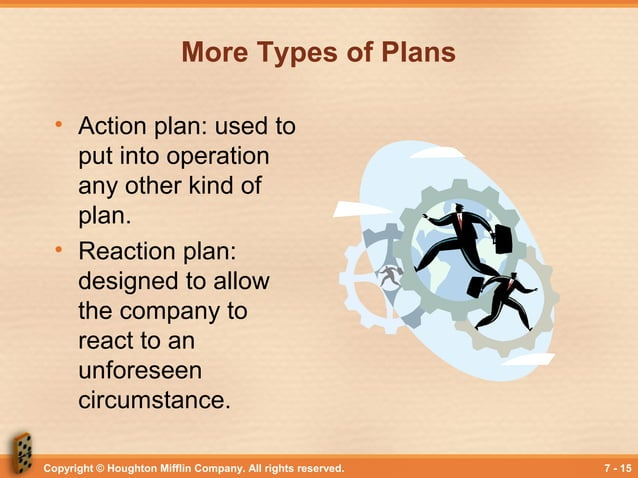 More Types of Plans
• Action plan: used to
put into operation
any other kind of
plan.
• Reaction plan:
designed to allow
the company to
react to an
unforeseen
circumstance.
Copyright © Houghton Mifflin Company. All rights reserved.
7 - 15